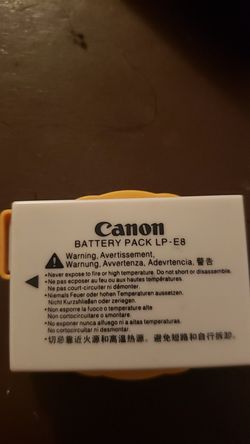 Canon
BATTERY PACK LP-E8
Warning, Avertissement,
Warnung, Avvertenza, Adevrtencia, 警告
•Never expose to fire or high temperature. Do not short or disassemble.
•Ne pas exposer au feu ou aux hautes températures.
Ne pas court-circuiter ni démonter.
•Niemals Feuer oder hohen Temperaturen aussetzen.
Nicht Kurzshließen oder zerlegen.
•Non esporre la fuoco o temperature alte
Non cortocircuitare o smontare.
•No exponer nunca alfuego ni a altas temperaturas.
No cortocircuitar ni desmontar.
•切忌靠近火源和高温热源。避免短路和自行拆卸.